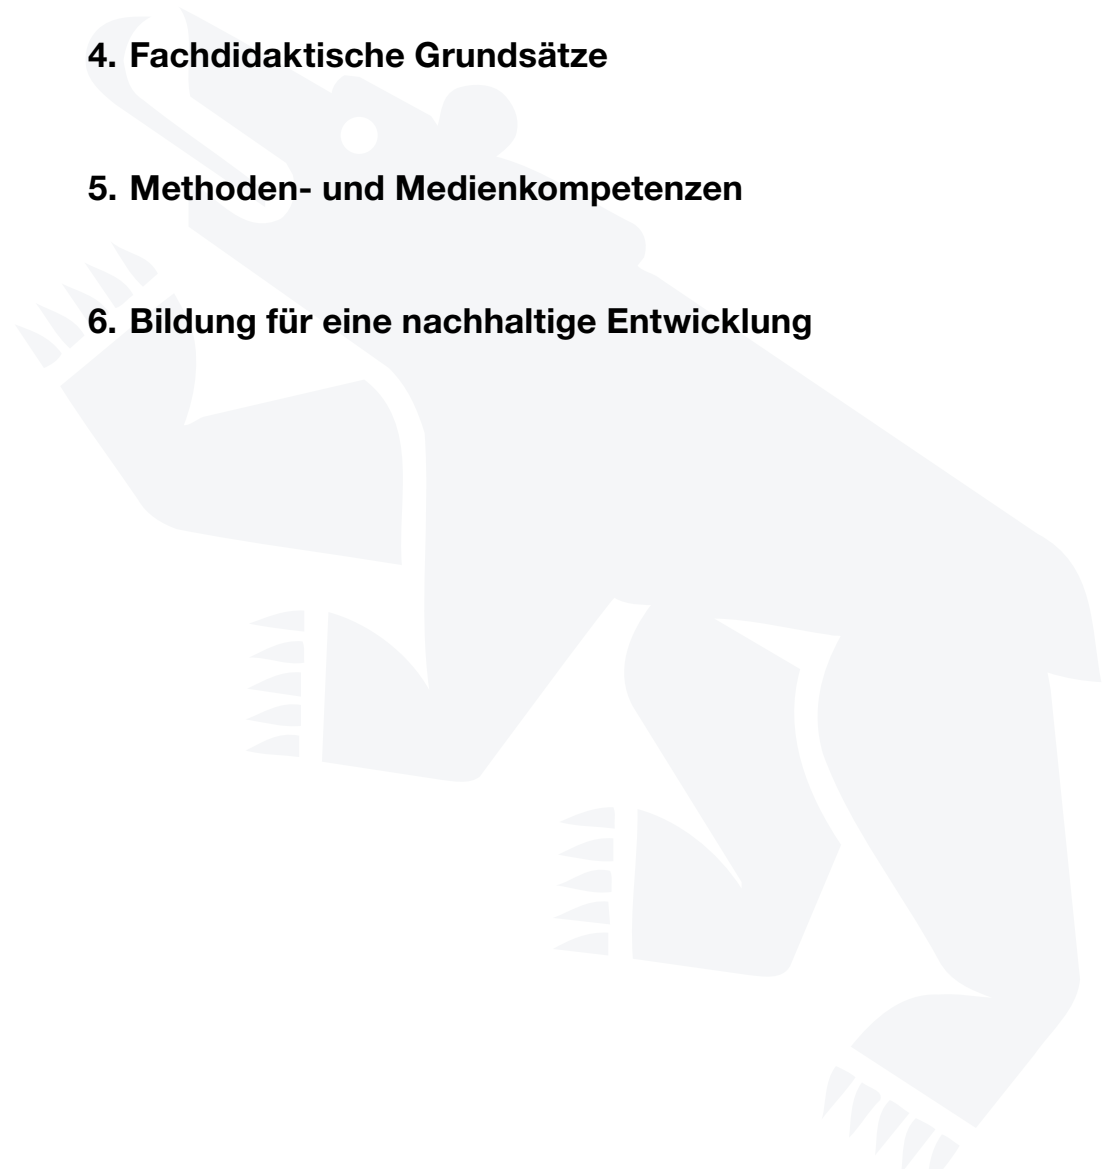 4. Fachdidaktische Grundsätze
5. Methoden- und Medienkompetenzen
6. Bildung für eine nachhaltige Entwicklung